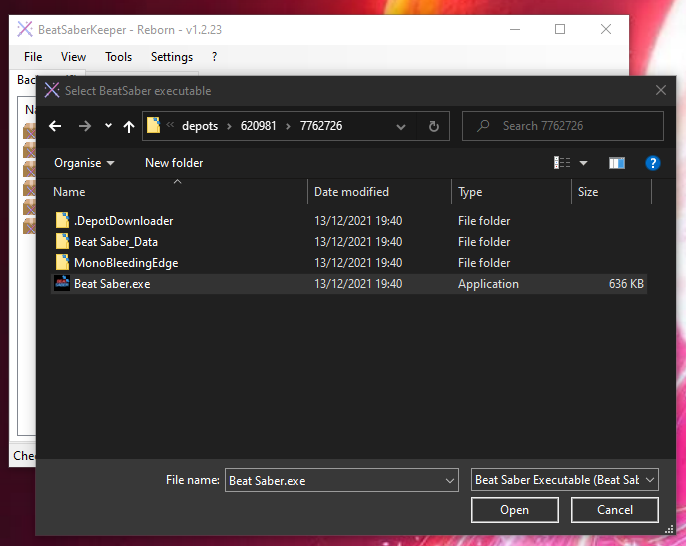 BeatSaberKeeper - Reborn - v1.2.23
File View Tools Settings ?
Select BeatSaber executable
depots 620981 7762726 Search 7762726
Organise New folder
Name Date modified Type Size
.DepotDownloader 13/12/2021 19:40 File folder
Beat Saber_Data 13/12/2021 19:40 File folder
MonoBleedingEdge 13/12/2021 19:40 File folder
Beat Saber.exe 13/12/2021 19:40 Application 636 KB
File name: Beat Saber.exe Beat Saber Executable (Beat Sab
Open Cancel